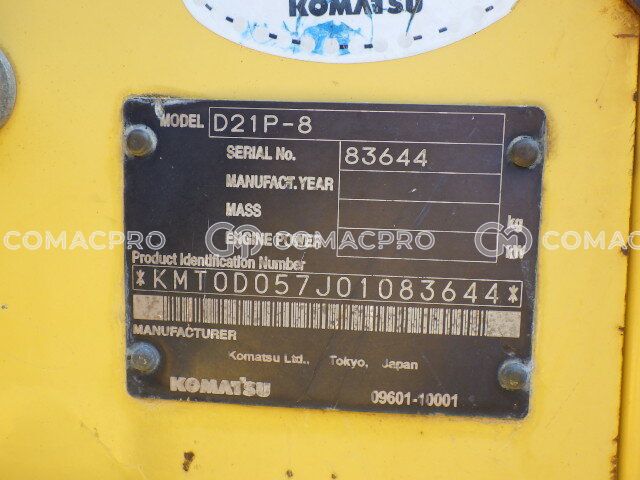 KOMATSU
MODEL D21P-8
SERIAL No. 83644
MANUFACT.YEAR
MASS kg
ENGINE POWER
COMACPRO COMACPRO COMACPRO
Product Identification Number
*KMT0D057J01083644*
MANUFACTURER
Komatsu Ltd., Tokyo, Japan
KOMATSU 09601-10001